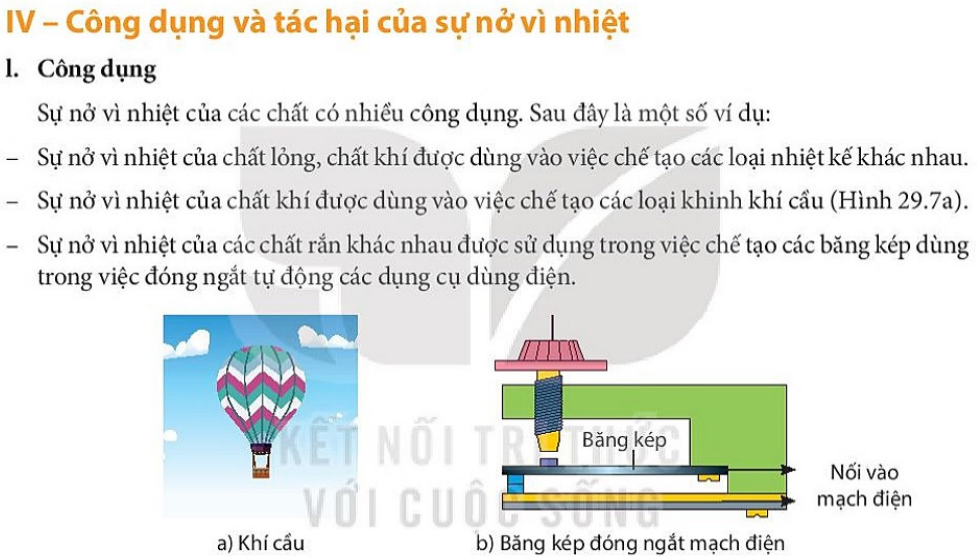 IV – Công dụng và tác hại của sự nở vì nhiệt
1. Công dụng
Sự nở vì nhiệt của các chất có nhiều công dụng. Sau đây là một số ví dụ:
– Sự nở vì nhiệt của chất lỏng, chất khí được dùng vào việc chế tạo các loại nhiệt kế khác nhau.
– Sự nở vì nhiệt của chất khí được dùng vào việc chế tạo các loại khinh khí cầu (Hình 29.7a).
– Sự nở vì nhiệt của các chất rắn khác nhau được sử dụng trong việc chế tạo các băng kép dùng
trong việc đóng ngắt tự động các dụng cụ dùng điện.
KẾT NỐI TRI THỨC
VỚI CUỘC SỐNG
Băng kép
Nối vào
mạch điện
a) Khí cầu
b) Băng kép đóng ngắt mạch điện